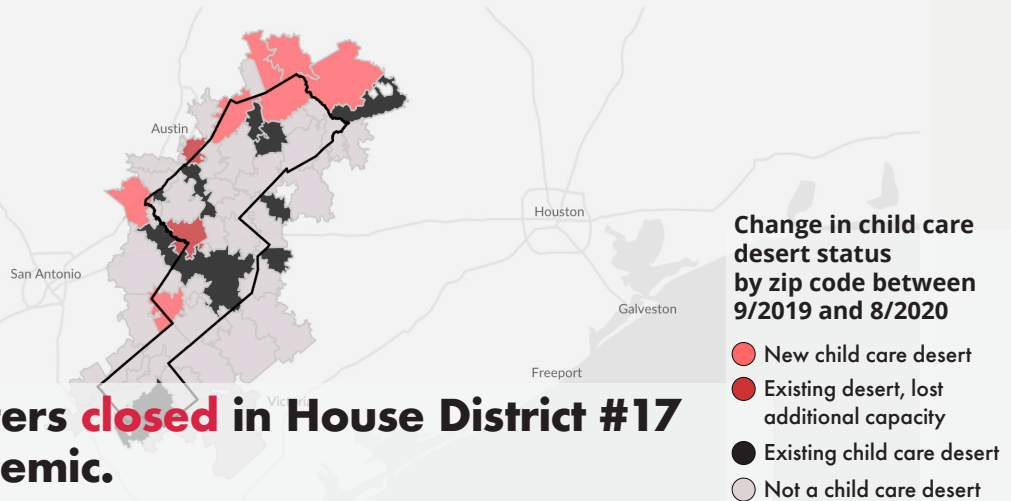 Austin
San Antonio
Houston
Galveston
Freeport
Change in child care
desert status
by zip code between
9/2019 and 8/2020
New child care desert
Existing desert, lost
additional capacity
Existing child care desert
Not a child care desert
ers closed in House District #17
emic.